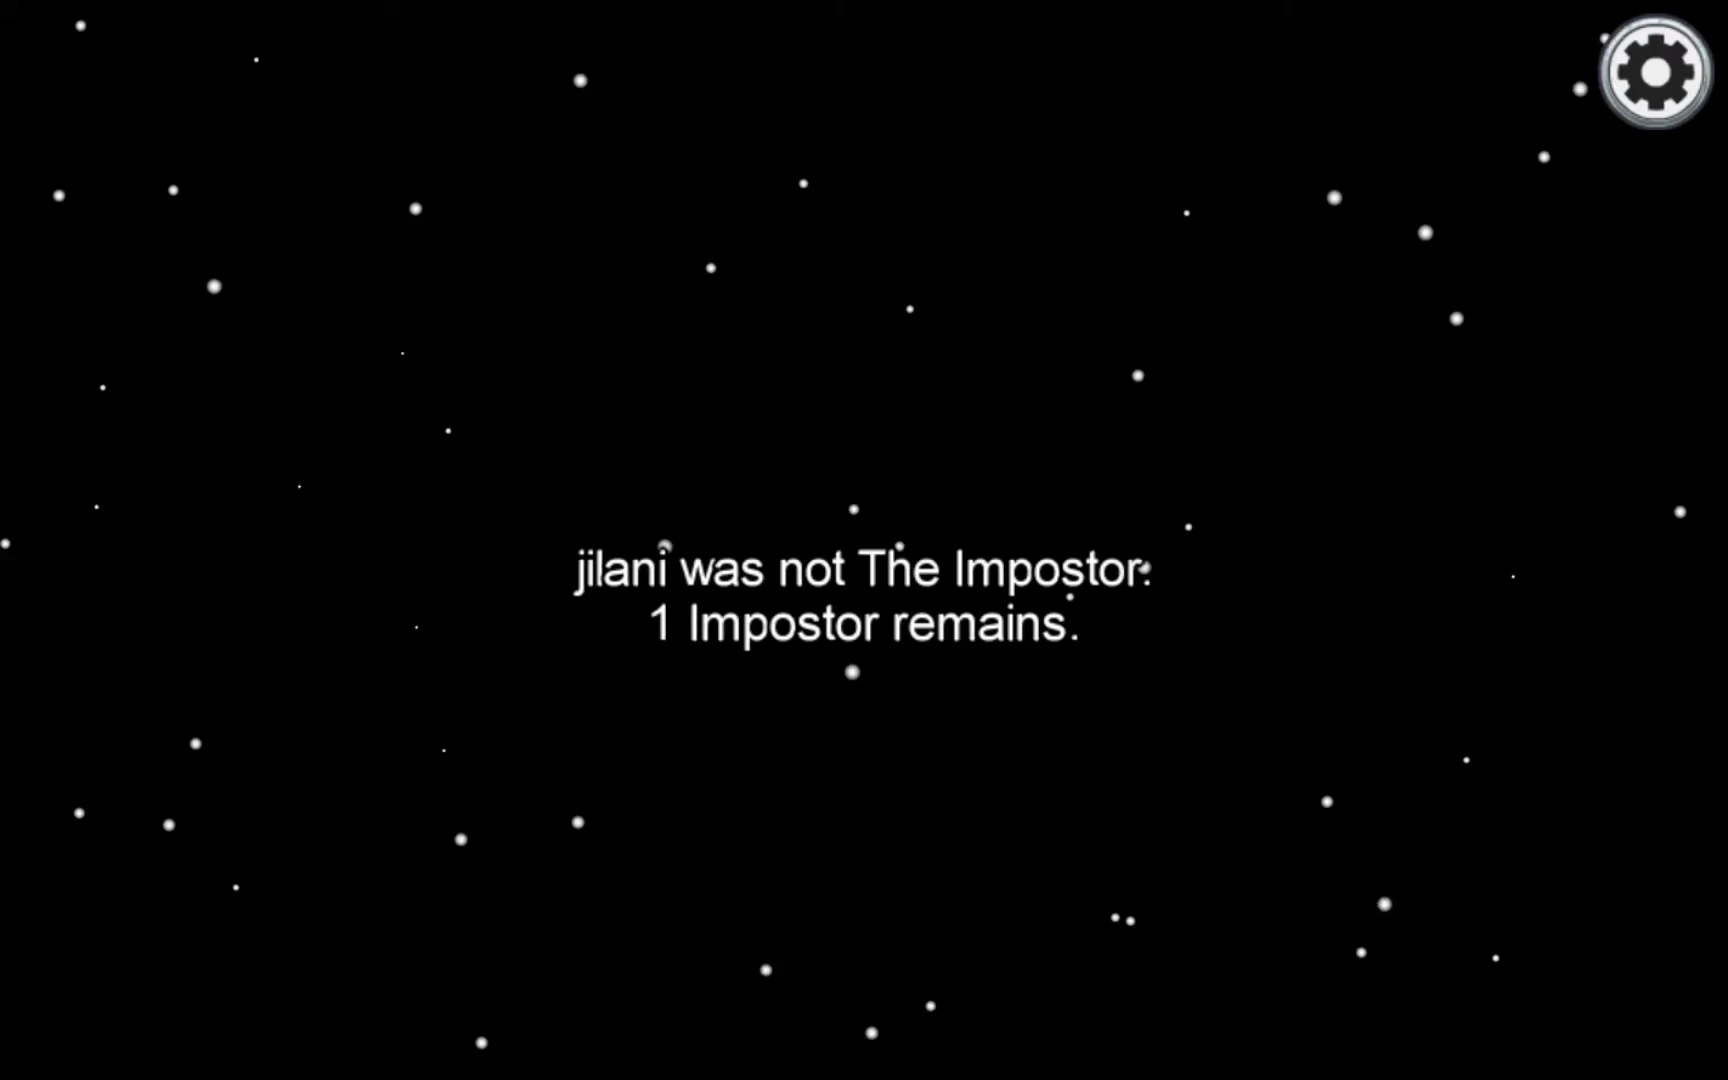 jilani was not The Impostor.
1 Impostor remains.